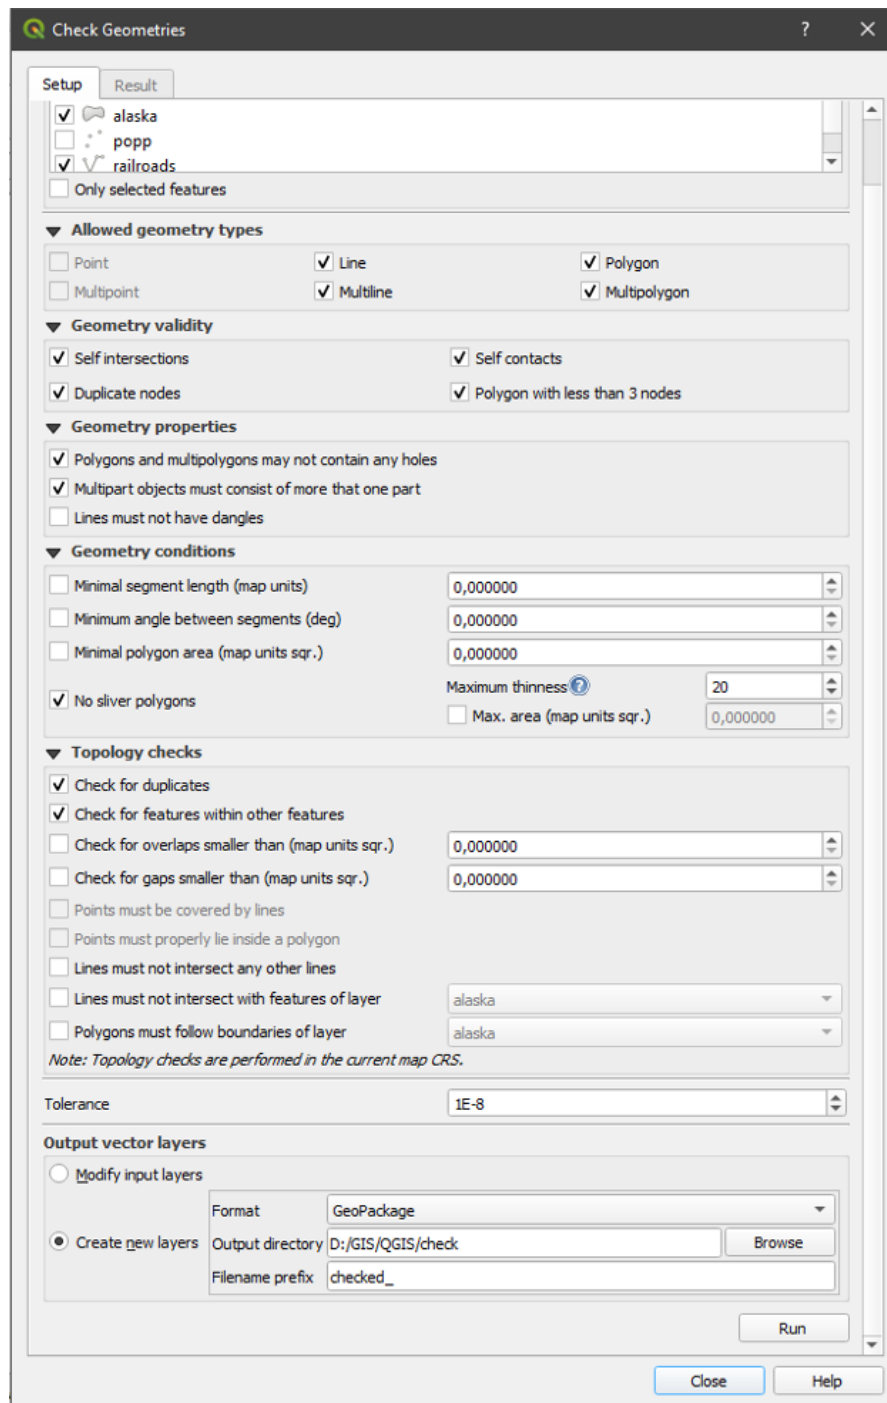 Check Geometries ?
Setup Result
alaska
popp
railroads
Only selected features
Allowed geometry types
Point Line Polygon
Multipoint Multiline Multipolygon
Geometry validity
Self intersections Self contacts
Duplicate nodes Polygon with less than 3 nodes
Geometry properties
Polygons and multipolygons may not contain any holes
Multipart objects must consist of more that one part
Lines must not have dangles
Geometry conditions
Minimal segment length (map units) 0,000000
Minimum angle between segments (deg) 0,000000
Minimal polygon area (map units sqr.) 0,000000
No sliver polygons Maximum thinness ? 20
Max. area (map units sqr.) 0,000000
Topology checks
Check for duplicates
Check for features within other features
Check for overlaps smaller than (map units sqr.) 0,000000
Check for gaps smaller than (map units sqr.) 0,000000
Points must be covered by lines
Points must properly lie inside a polygon
Lines must not intersect any other lines
Lines must not intersect with features of layer alaska
Polygons must follow boundaries of layer alaska
Note: Topology checks are performed in the current map CRS.
Tolerance 1E-8
Output vector layers
Modify input layers
Format GeoPackage
Create new layers Output directory D:/GIS/QGIS/check Browse
Filename prefix checked_
Run
Close Help